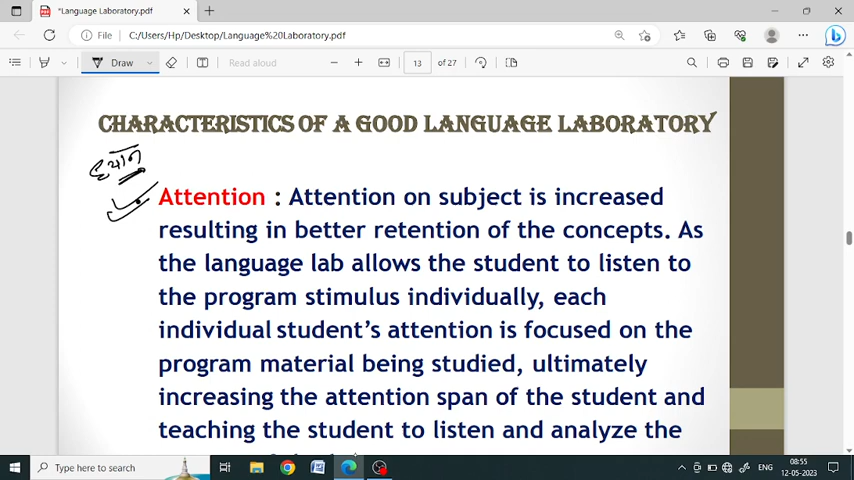 *Language Laboratory.pdf
File
C:/Users/Hp/Desktop/Language%20Laboratory.pdf
Draw
Read aloud
13 of 27
CHARACTERISTICS OF A GOOD LANGUAGE LABORATORY
Attention : Attention on subject is increased
resulting in better retention of the concepts. As
the language lab allows the student to listen to
the program stimulus individually, each
individual student’s attention is focused on the
program material being studied, ultimately
increasing the attention span of the student and
teaching the student to listen and analyze the
Type here to search
ENG
08:55
12-05-2023